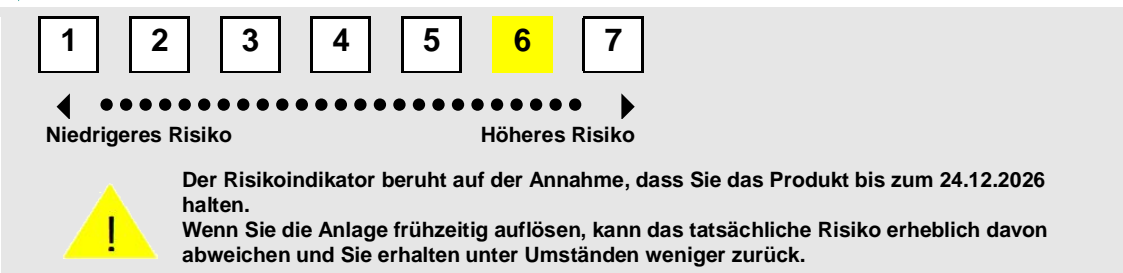 1 2 3 4 5 6 7
Niedrigeres Risiko Höheres Risiko
Der Risikoindikator beruht auf der Annahme, dass Sie das Produkt bis zum 24.12.2026
halten.
Wenn Sie die Anlage frühzeitig auflösen, kann das tatsächliche Risiko erheblich davon
abweichen und Sie erhalten unter Umständen weniger zurück.
!